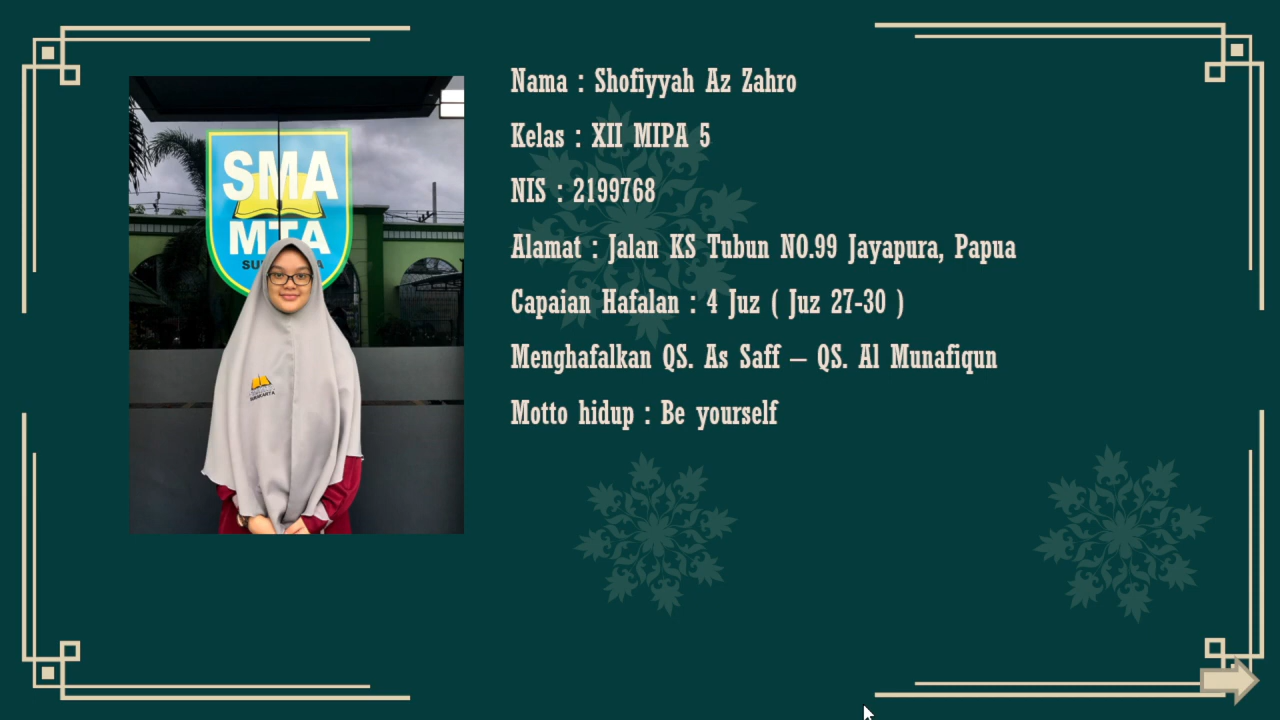 SMA
MTA
Nama : Shofiyyah Az Zahro
Kelas : XII MIPA 5
NIS : 2199768
Alamat : Jalan KS Tubun NO.99 Jayapura, Papua
Capaian Hafalan : 4 Juz ( Juz 27-30 )
Menghafalkan QS. As Saff – QS. Al Munafiqun
Motto hidup : Be yourself